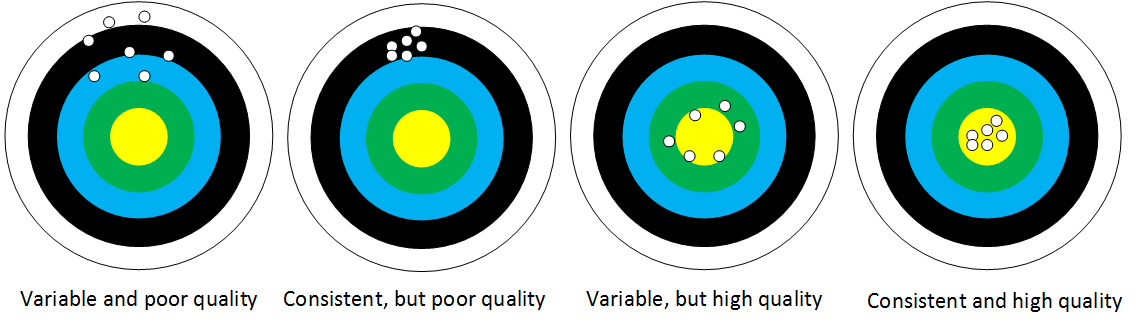 Variable and poor quality
Consistent, but poor quality
Variable, but high quality
Consistent and high quality